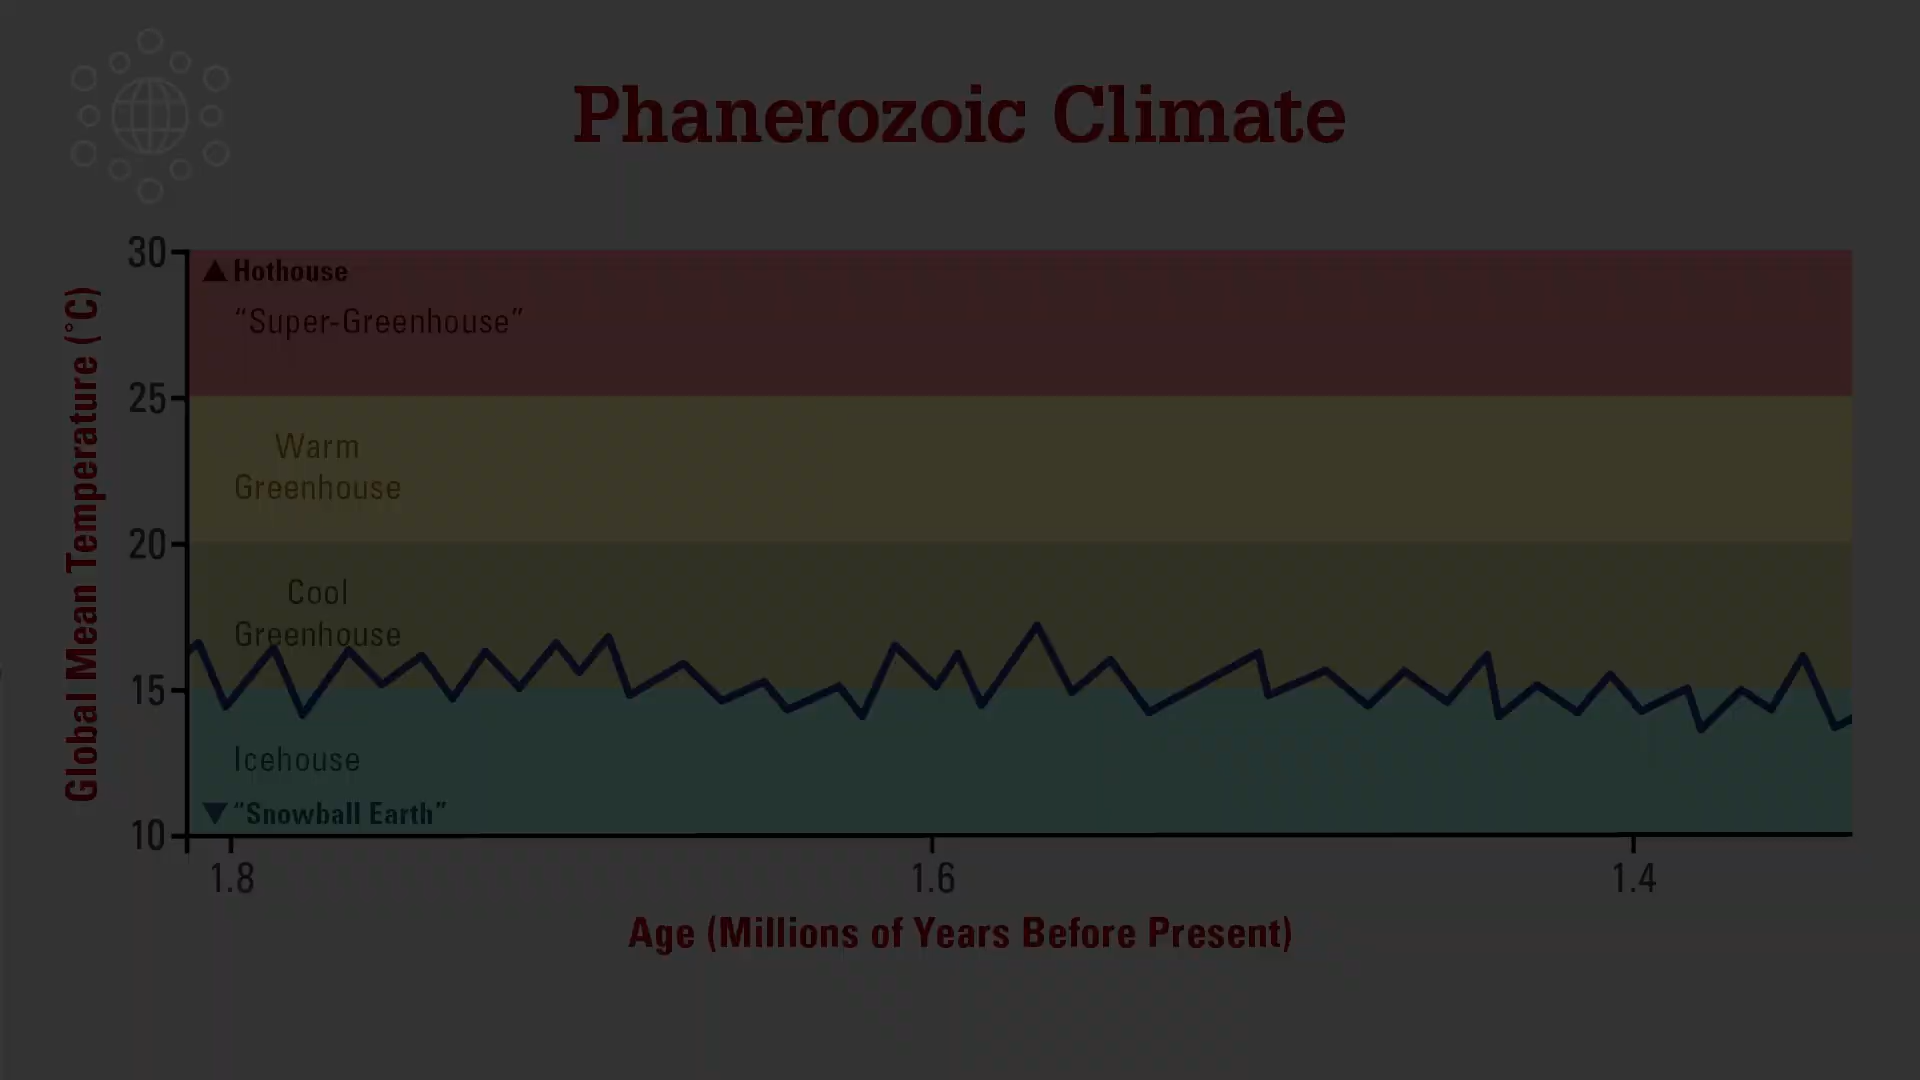 Phanerozoic Climate
Global Mean Temperature (°C)
30
25
20
15
10
▲ Hothouse
“Super-Greenhouse”
Warm
Greenhouse
Cool
Greenhouse
Icehouse
▼ “Snowball Earth”
1.8
1.6
1.4
Age (Millions of Years Before Present)